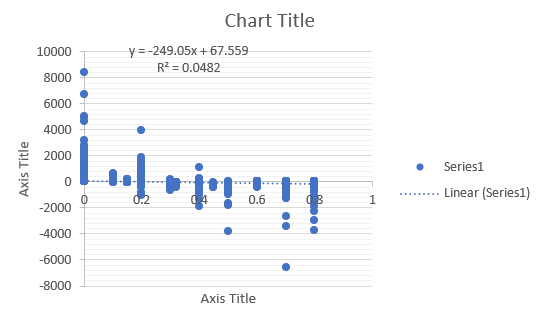 Chart Title
y = -249.05x + 67.559
R² = 0.0482
10000
8000
6000
4000
2000
0
-2000
-4000
-6000
-8000
Axis Title
0 0.2 0.4 0.6 0.8 1
Axis Title
Series1
Linear (Series1)